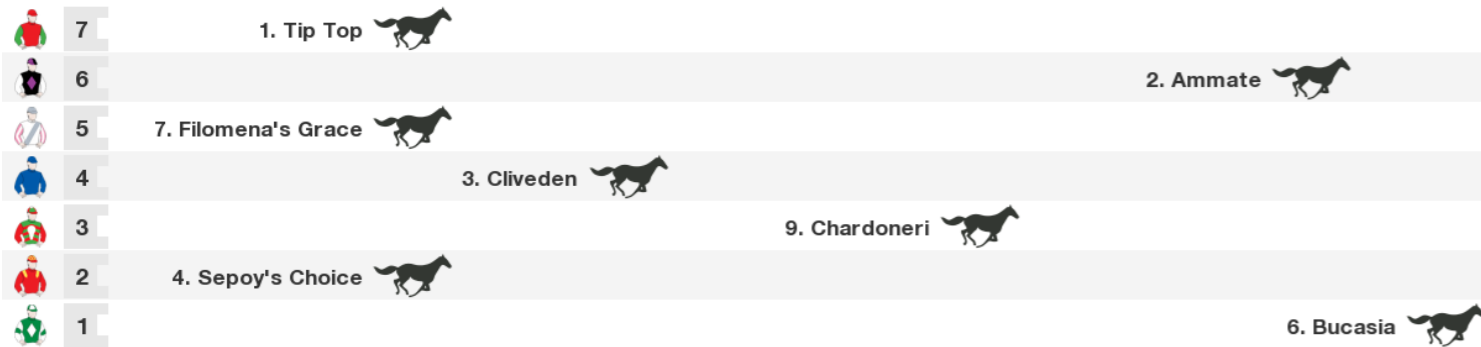 7 1. Tip Top
6 2. Ammate
5 7. Filomena's Grace
4 3. Cliveden
3 9. Chardoneri
2 4. Sepoy's Choice
1 6. Bucasia